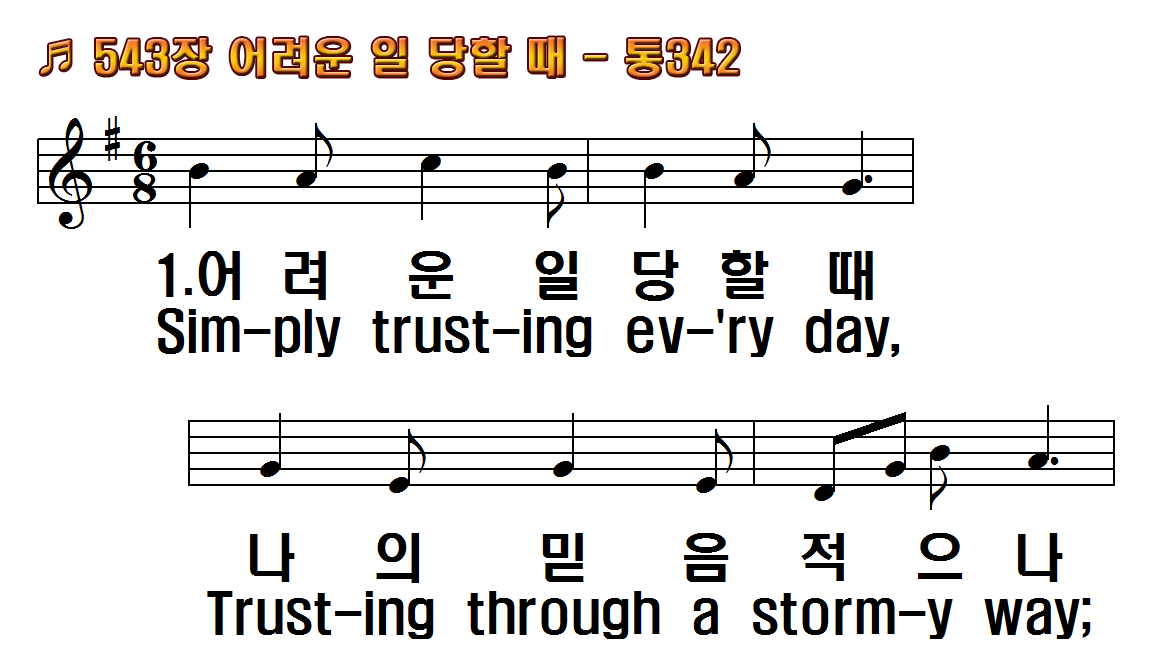 ♬ 543장 어려운 일 당할 때 - 통342
6
8
1.어 려 운 일 당 할 때
Sim-ply trust-ing ev-'ry day,
나 의 믿 음 적 으 나
Trust-ing through a storm-y way;